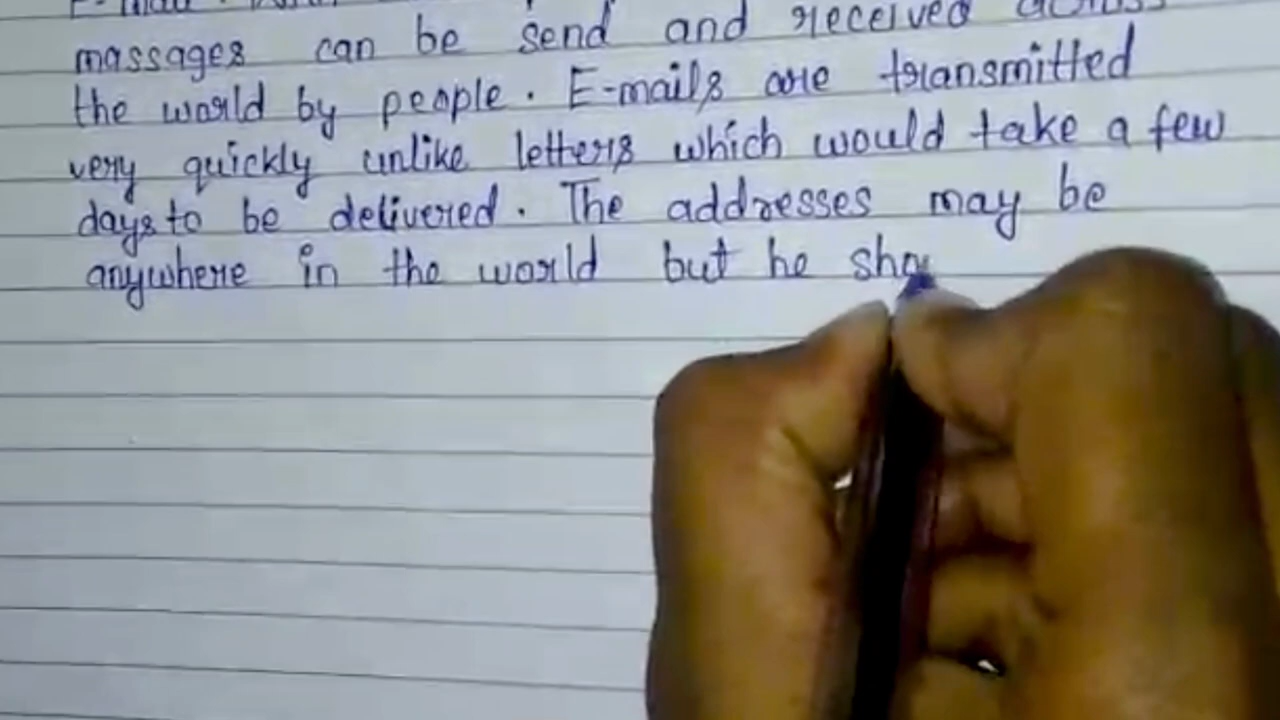 massages can be send and received across
the world by people. E-mails are transmitted
very quickly unlike letters which would take a few
days to be delivered. The addresses may be
anywhere in the world but he